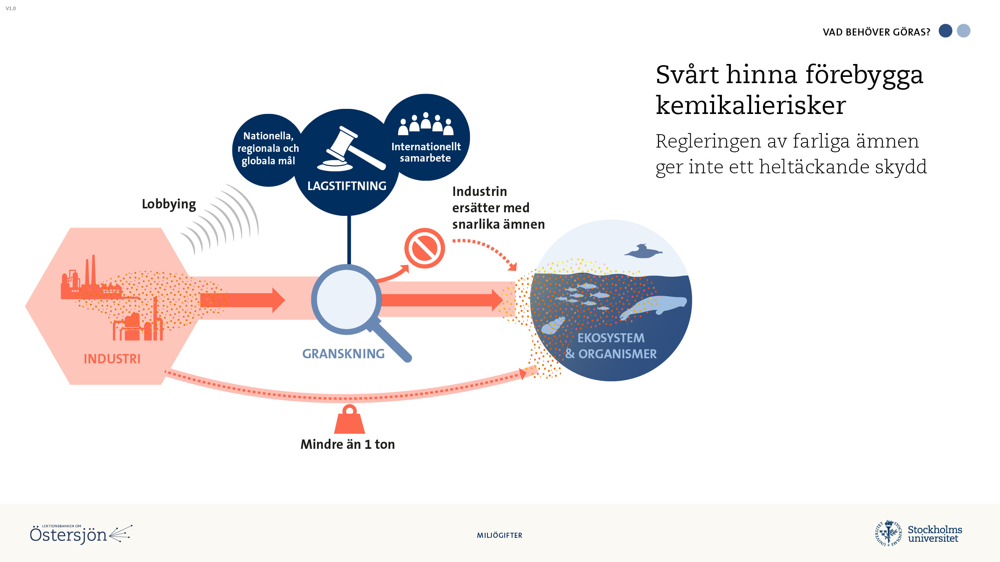 V1.0
VAD BEHÖVER GÖRAS?
Svårt hinna förebygga
kemikalierisker
Regleringen av farliga ämnen
ger inte ett heltäckande skydd
Nationella,
regionala och
globala mål
LAGSTIFTNING
Internationellt
samarbete
Lobbying
Industrin
ersätter med
snarlika ämnen
INDUSTRI
GRANSKNING
EKOSYSTEM
& ORGANISMER
Mindre än 1 ton
LEKTIONSBANKEN OM
Östersjön
MILJÖGIFTER
STOCKHOLMS UNIVERSITET
Stockholms
universitet